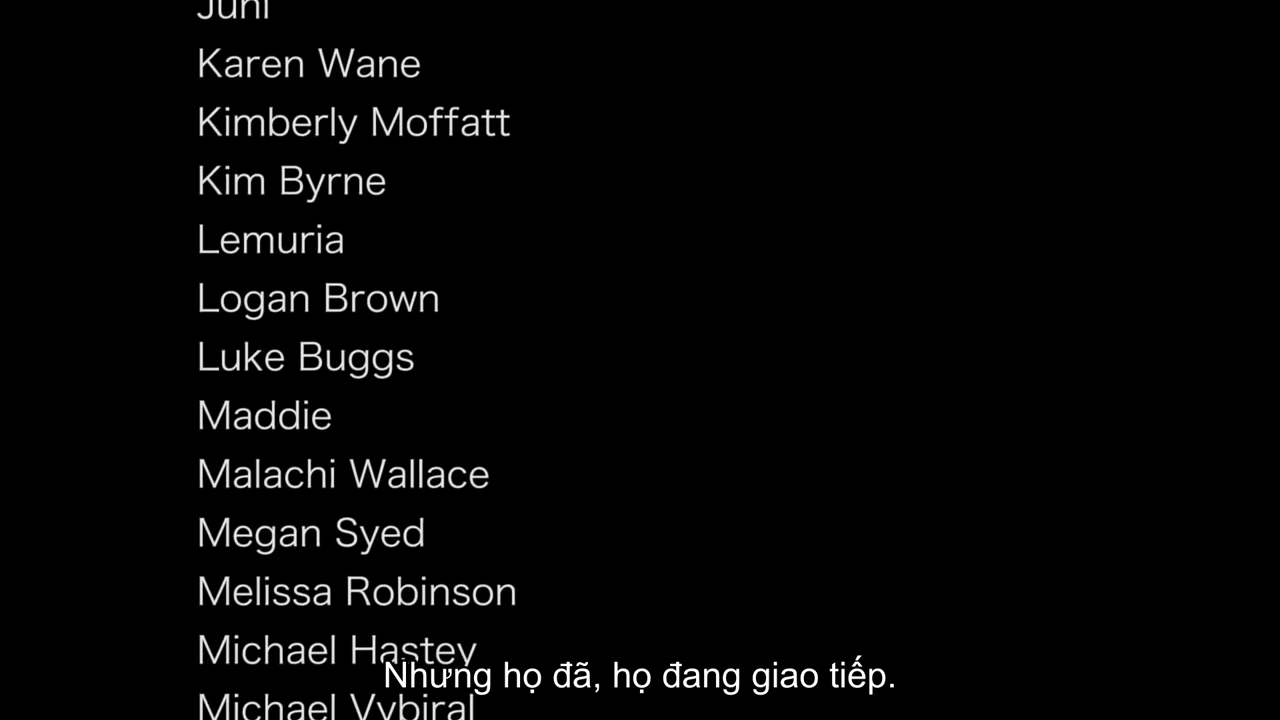 Juni
Karen Wane
Kimberly Moffatt
Kim Byrne
Lemuria
Logan Brown
Luke Buggs
Maddie
Malachi Wallace
Megan Syed
Melissa Robinson
Michael Hastey
Nhưng họ đã, họ đang giao tiếp.
Michael Vybiral